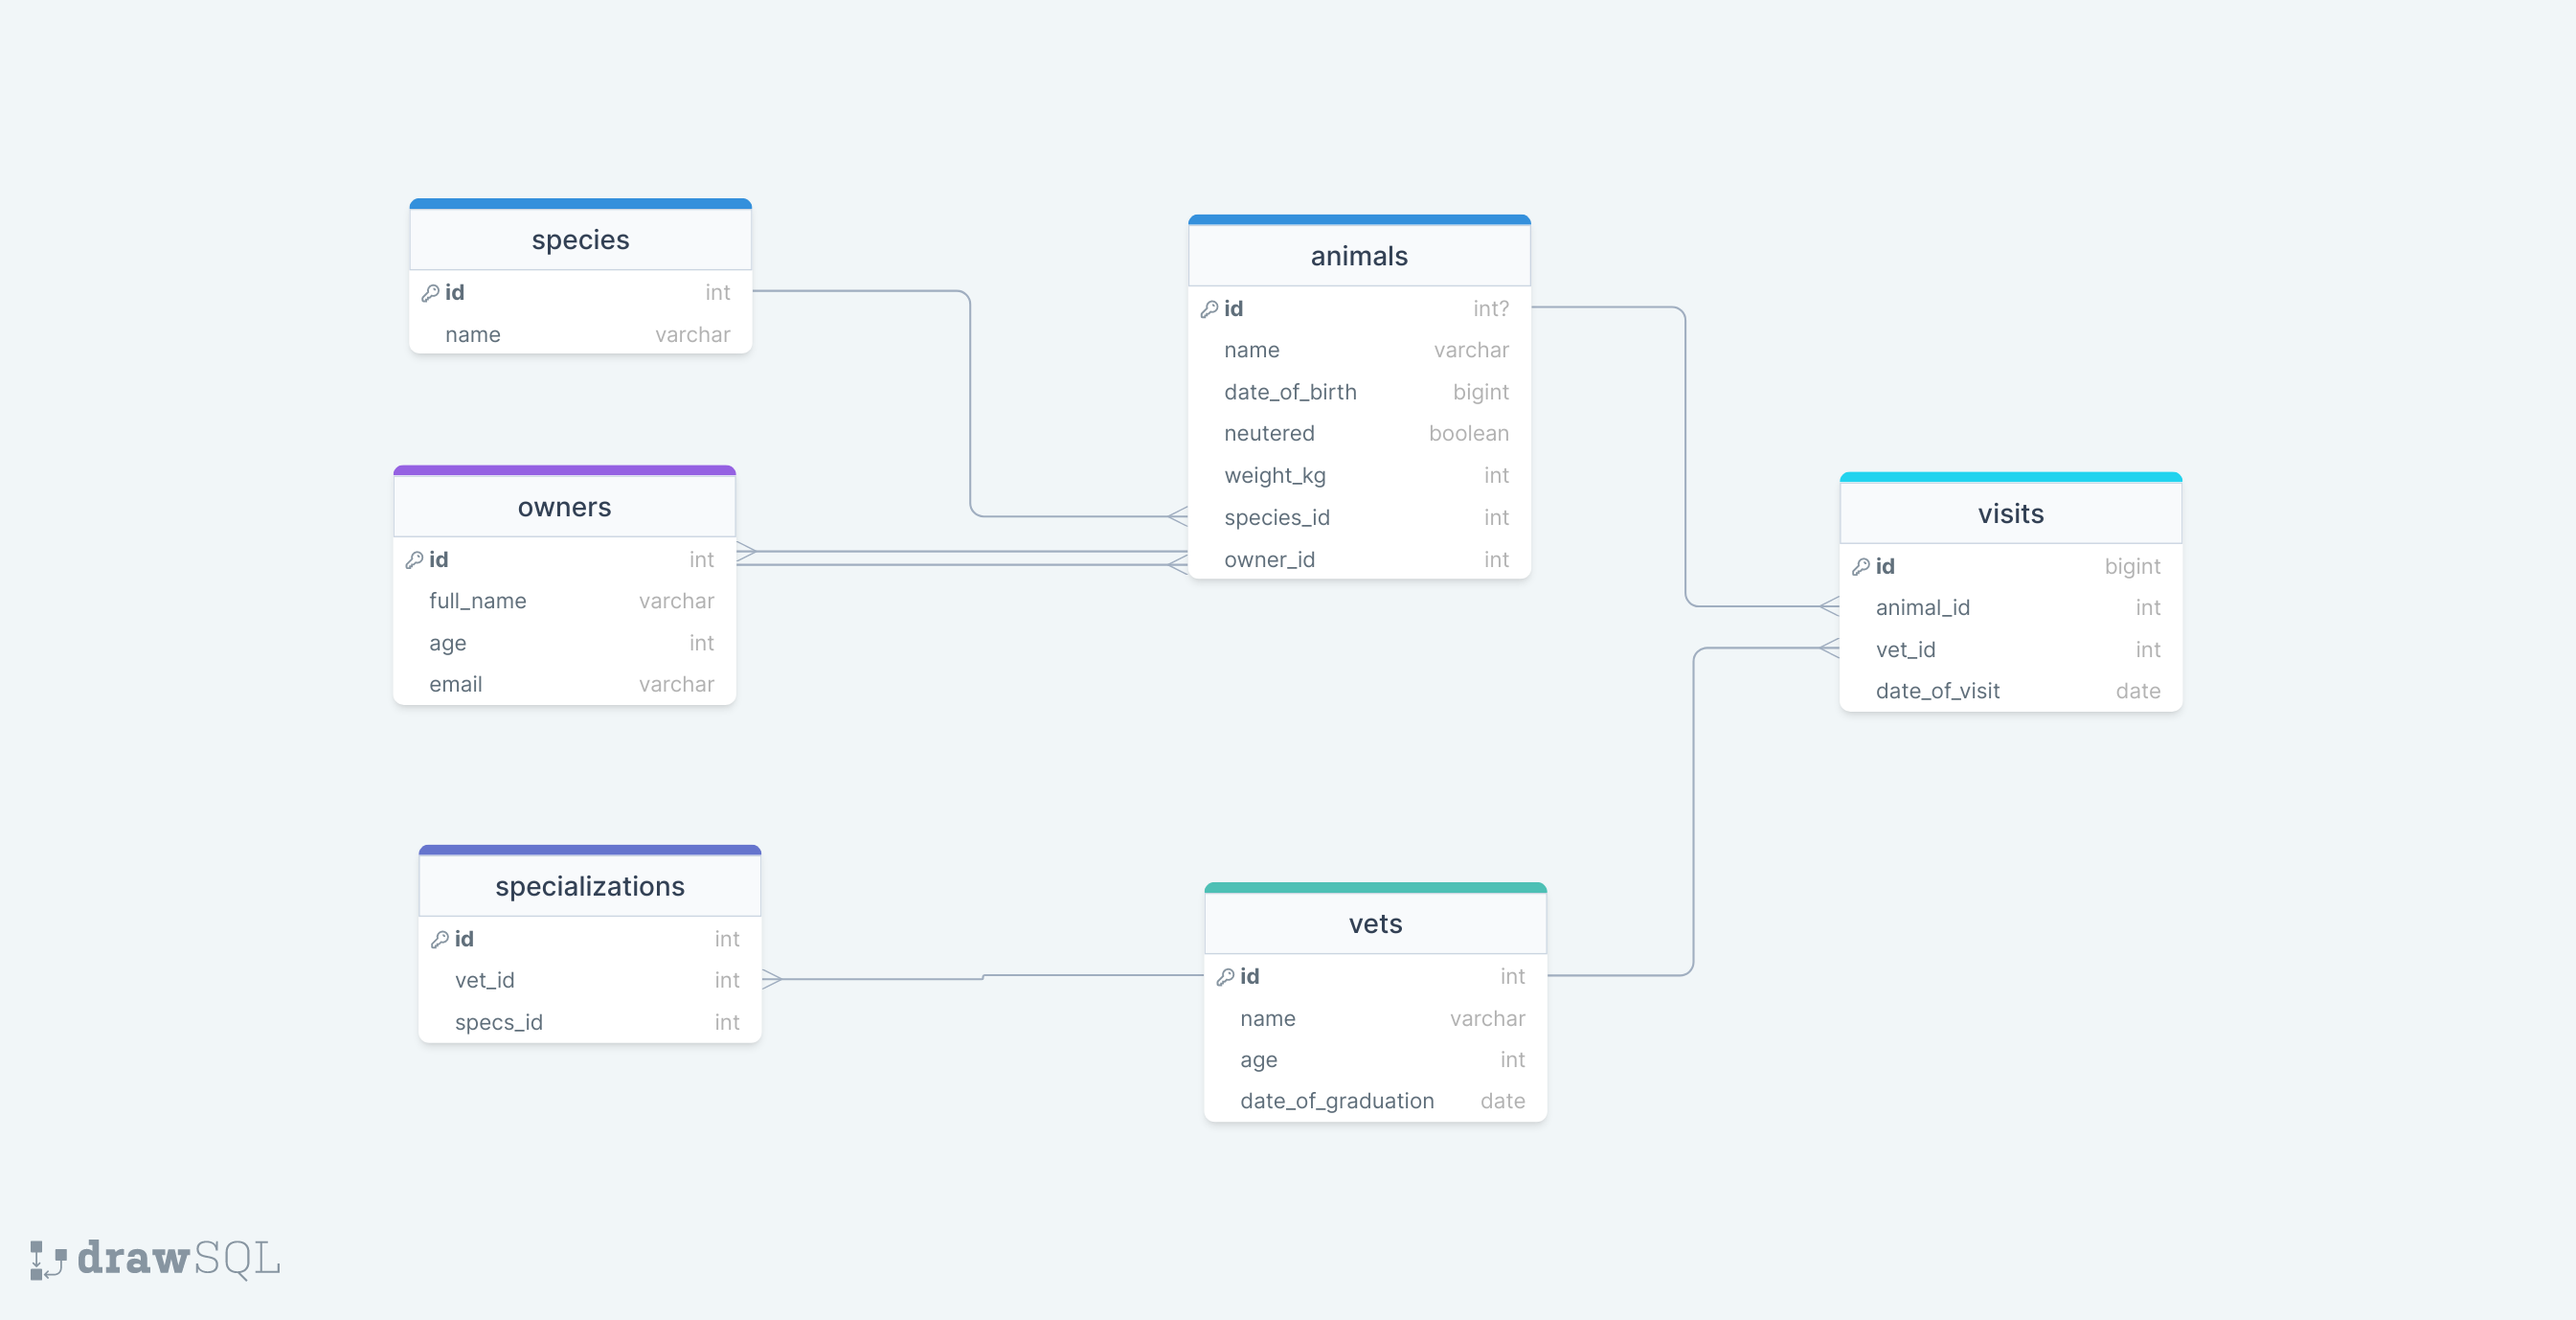 species
id int
name varchar
owners
id int
full_name varchar
age int
email varchar
specializations
id int
vet_id int
specs_id int
animals
id int?
name varchar
date_of_birth bigint
neutered boolean
weight_kg int
species_id int
owner_id int
vets
id int
name varchar
age int
date_of_graduation date
visits
id bigint
animal_id int
vet_id int
date_of_visit date
drawSQL